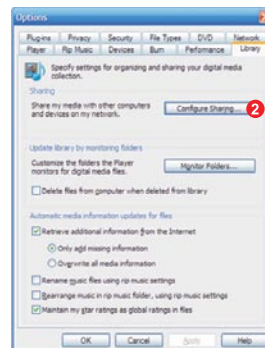 Options
Plug-ins Privacy Security File Types DVD Network
Player Rip Music Devices Burn Performance Library
Specify settings for organizing and sharing your digital media
collection.
Sharing
Share my media with other computers
and devices on my network.
Configure Sharing...
2
Update library by monitoring folders
Customize the folders the Player
monitors for digital media files.
Monitor Folders...
Delete files from computer when deleted from library
Automatic media information updates for files
Retrieve additional information from the Internet
Only add missing information
Overwrite all media information
Rename music files using rip music settings
Rearrange music in rip music folder, using rip music settings
Maintain my star ratings as global ratings in files
OK Cancel Apply Help